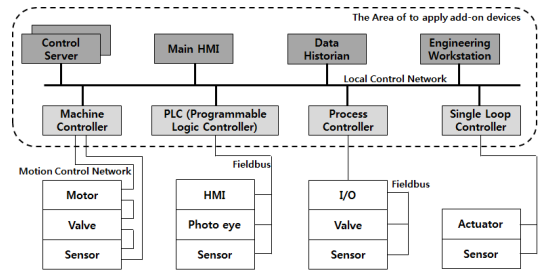 The Area of to apply add-on devices
Control
Server
Main HMI
Data
Historian
Engineering
Workstation
Local Control Network
Machine
Controller
PLC (Programmable
Logic Controller)
Process
Controller
Single Loop
Controller
Motion Control Network
Fieldbus
Fieldbus
Motor
Valve
Sensor
HMI
Photo eye
Sensor
I/O
Valve
Sensor
Actuator
Sensor